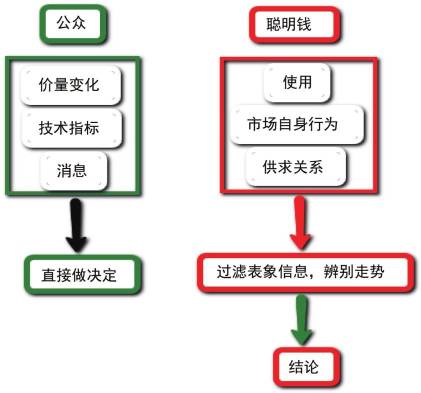 公众
价量变化
技术指标
消息
直接做决定
聪明钱
使用
市场自身行为
供求关系
过滤表象信息，辨别走势
结论